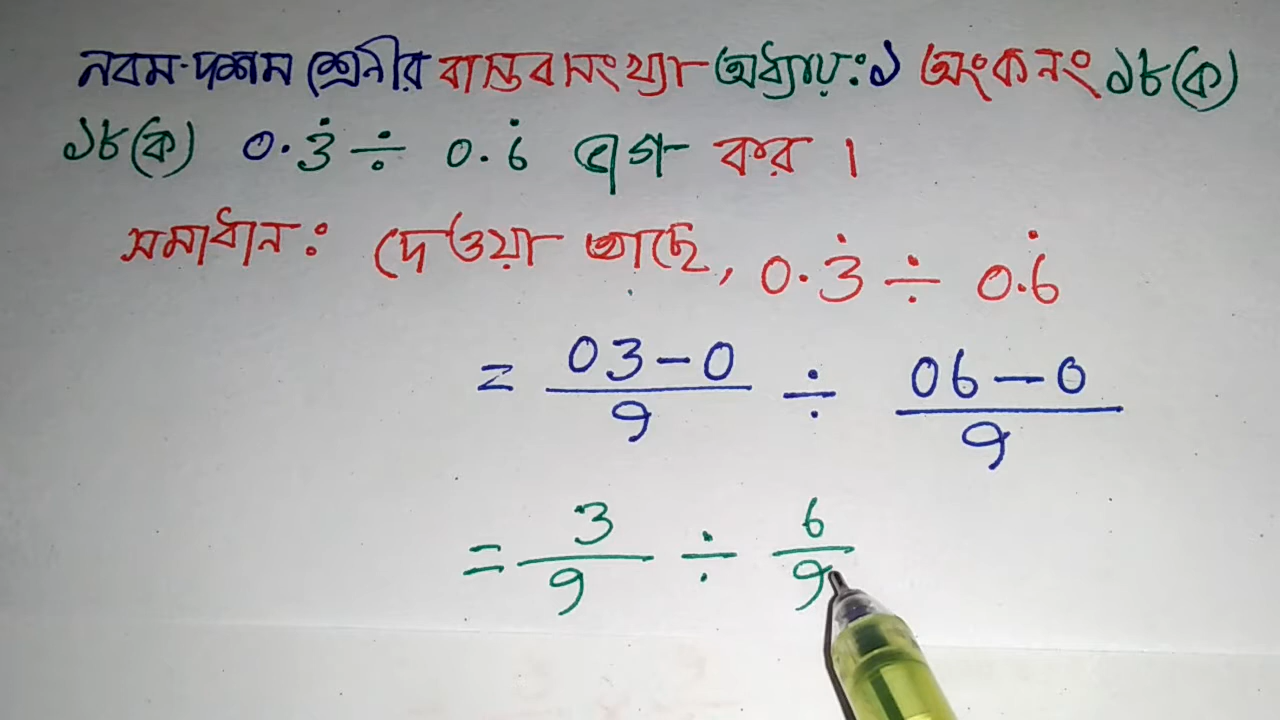 নবম-দশম শ্রেনীর বাস্তব সংখ্যা অধ্যায়:১ অংক নং ১৮(ক)
১৮(ক) 0.3̇ ÷ 0.6̇ ভাগ কর ।
সমাধান: দেওয়া আছে, 0.3̇ ÷ 0.6̇
= 03-0/9 ÷ 06-0/9
= 3/9 ÷ 6/9